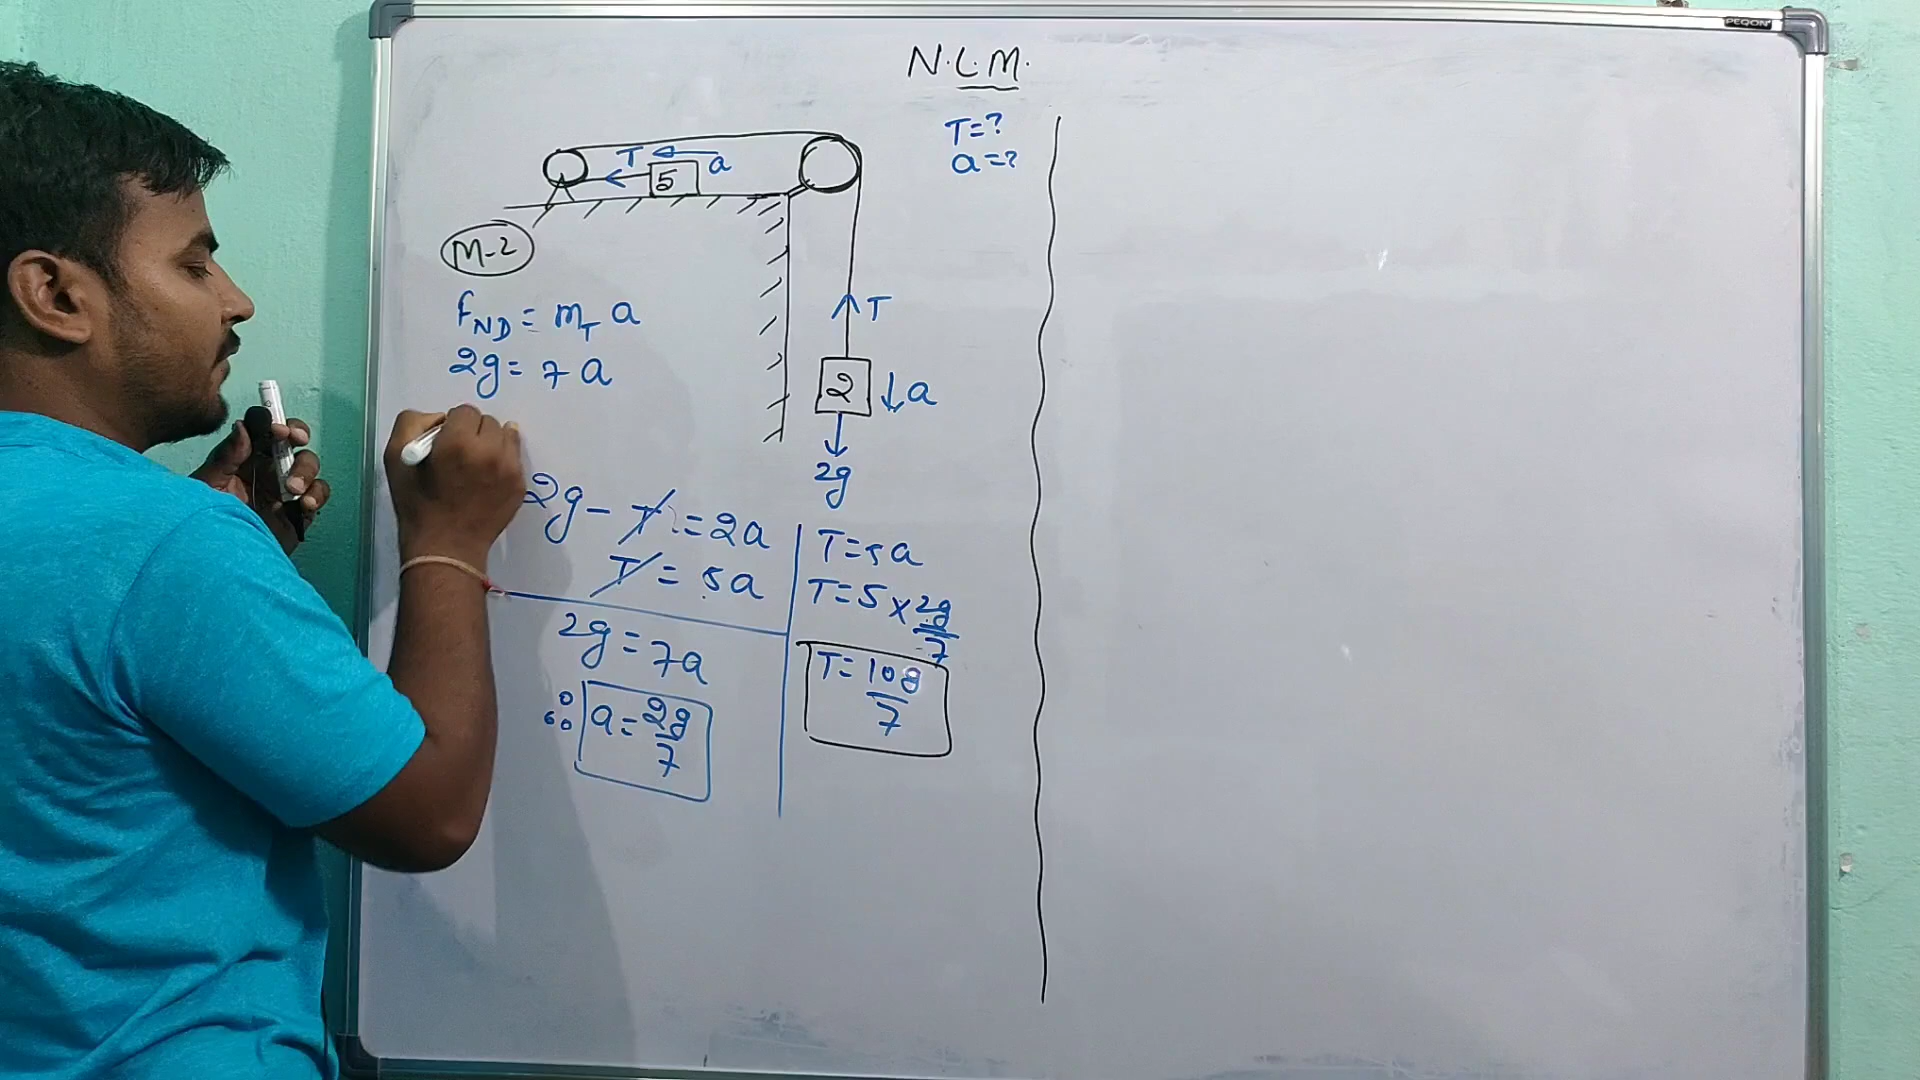 PEQON
N.L.M.
T=?
a=?
T
a
5
M-2
F_ND = m_T a
2g = 7a
T
2
a
2g
2g - T = 2a
T = 5a
2g = 7a
a = 2g/7
T = 5a
T = 5 x 2g/7
T = 10g/7